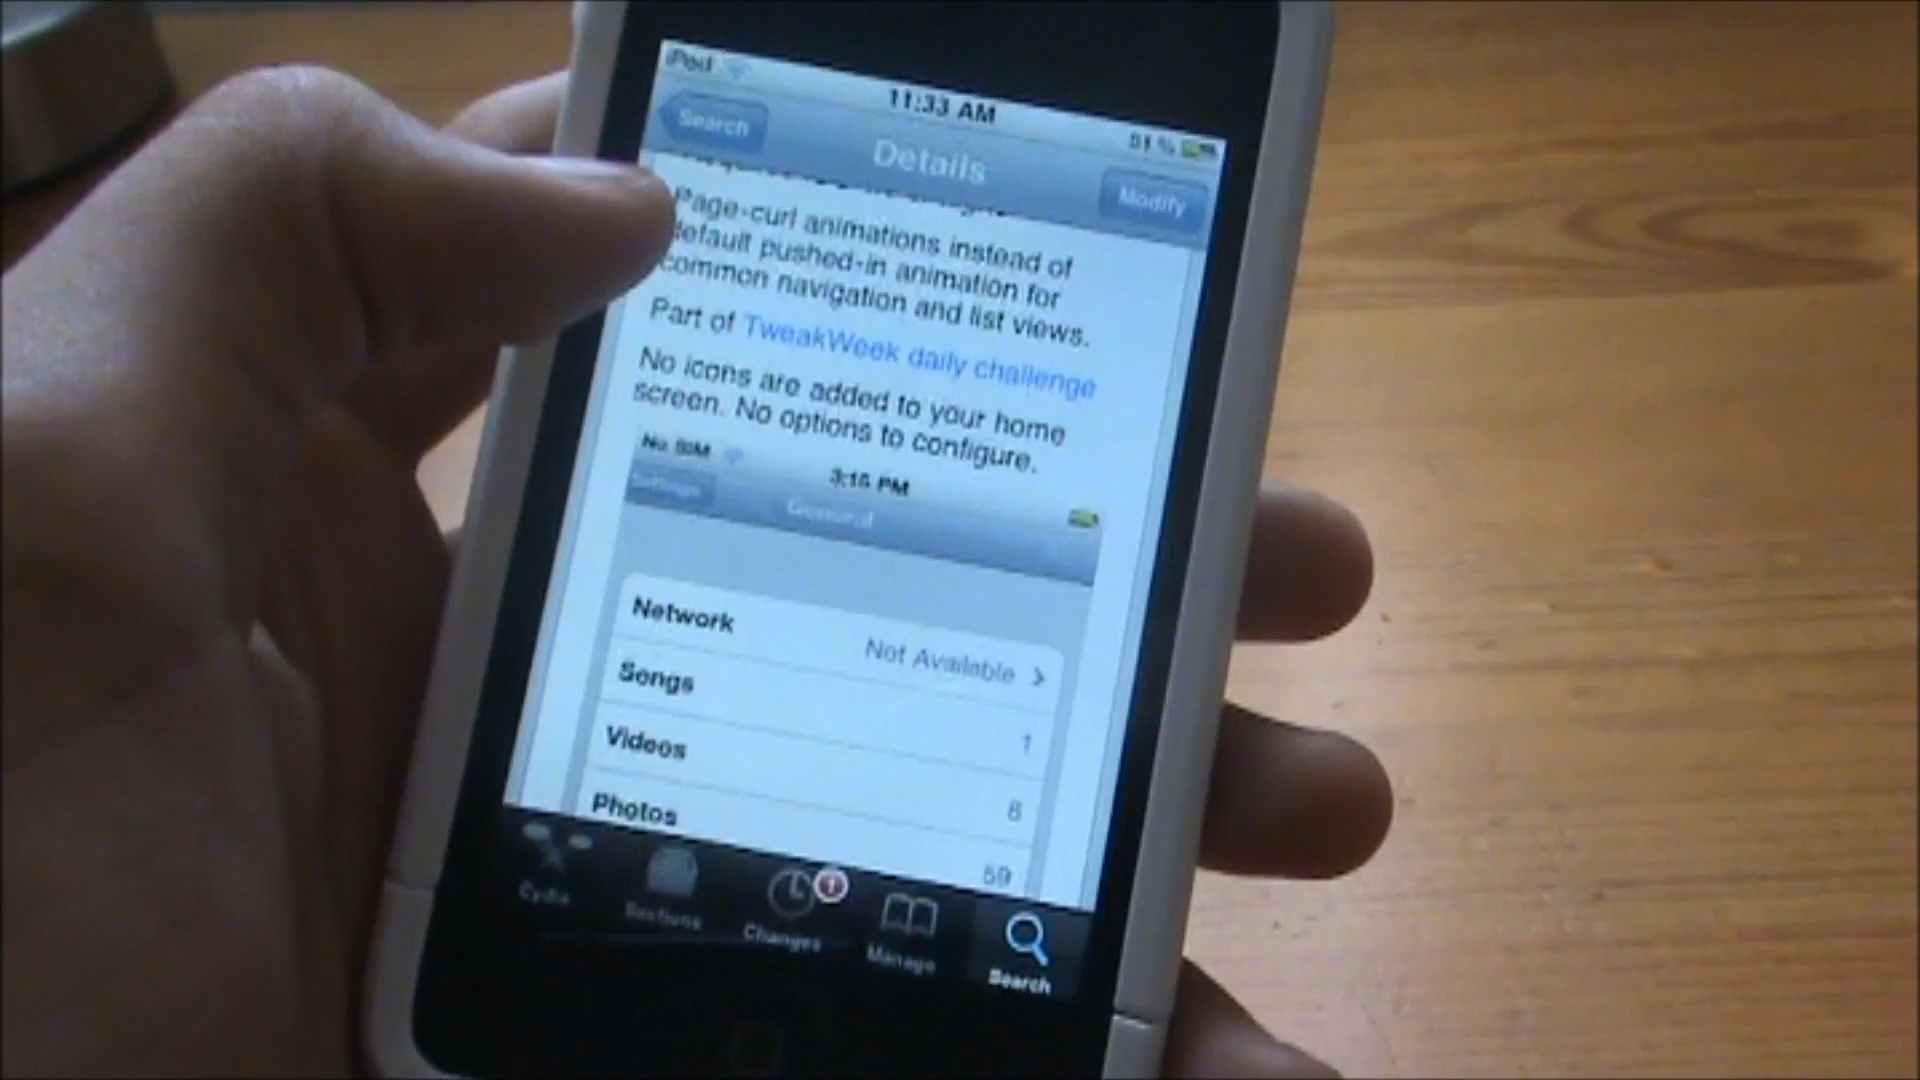 iPod
11:33 AM
51%
Search
Details
Modify
Page-curl animations instead of
default pushed-in animation for
common navigation and list views.
Part of TweakWeek daily challenge
No icons are added to your home
screen. No options to configure.
No SIM
3:15 PM
Settings
General
Network
Not Available
Songs
1
Videos
8
Photos
59
Cydia
Sections
Changes
1
Manage
Search